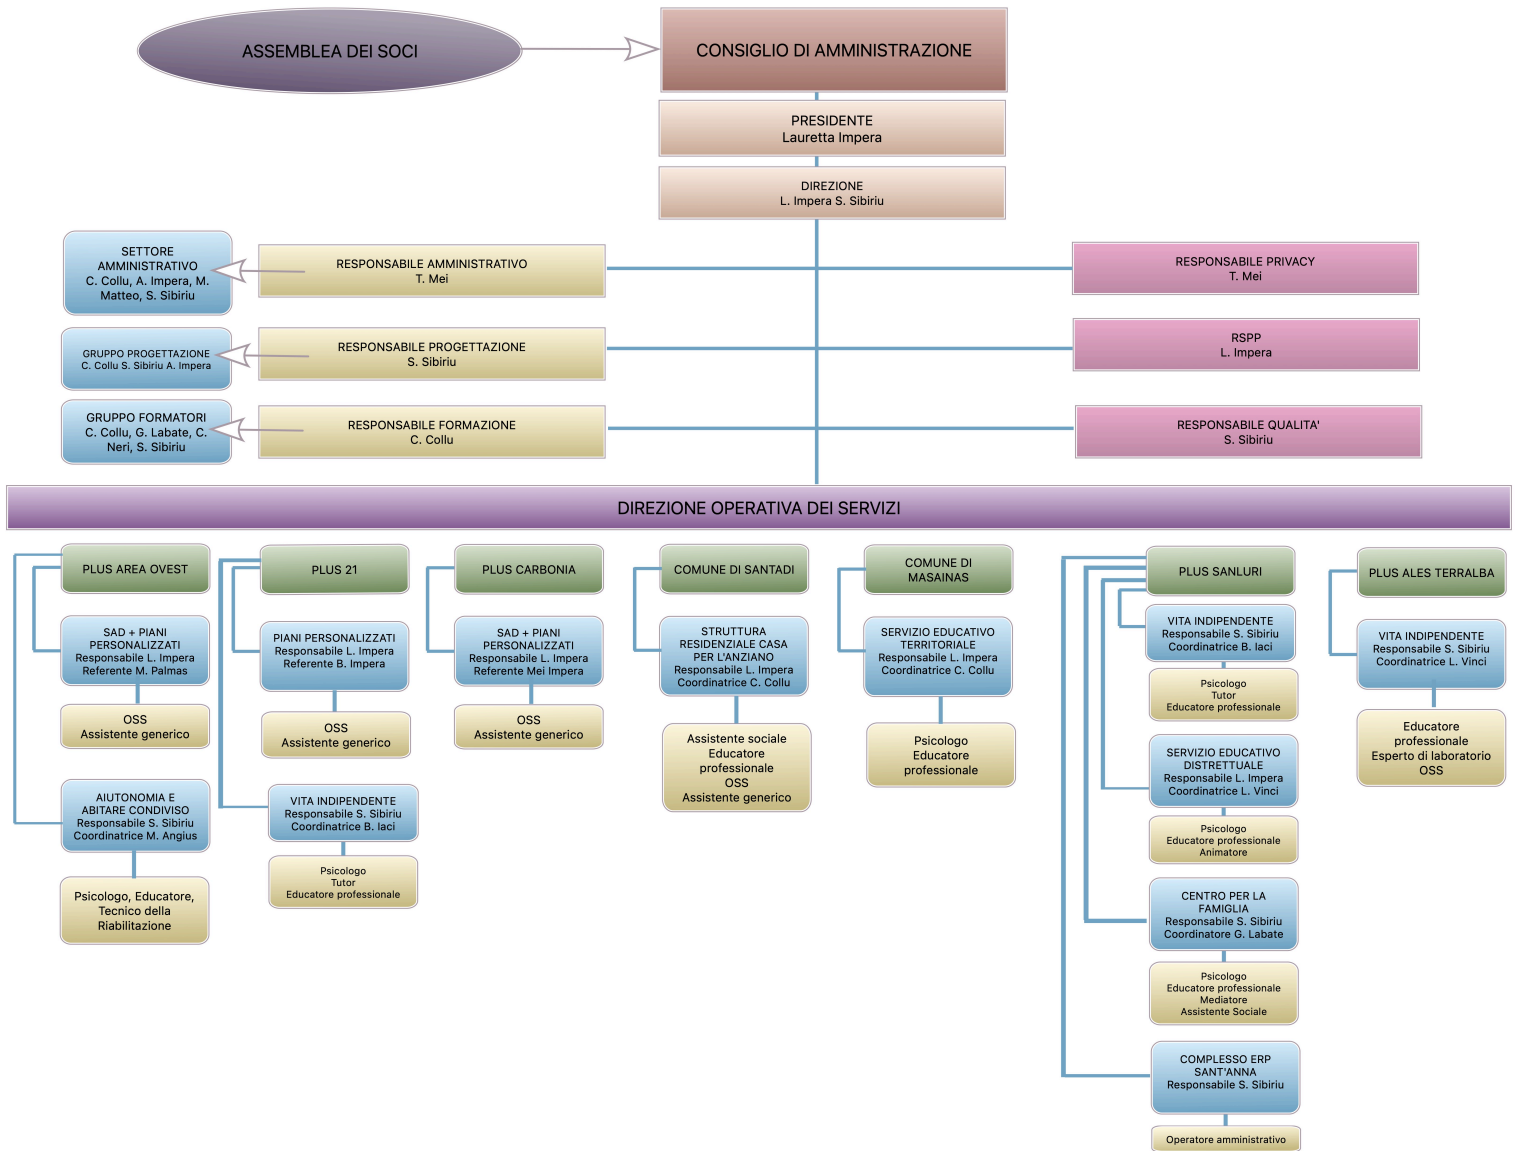 ASSEMBLEA DEI SOCI
CONSIGLIO DI AMMINISTRAZIONE
PRESIDENTE
Lauretta Impera
DIREZIONE
L. Impera S. Sibiriu
SETTORE
AMMINISTRATIVO
C. Collu, A. Impera, M.
Matteo, S. Sibiriu
RESPONSABILE AMMINISTRATIVO
T. Mei
RESPONSABILE PRIVACY
T. Mei
GRUPPO PROGETTAZIONE
C. Collu S. Sibiriu A. Impera
RESPONSABILE PROGETTAZIONE
S. Sibiriu
RSPP
L. Impera
GRUPPO FORMATORI
C. Collu, G. Labate, C.
Neri, S. Sibiriu
RESPONSABILE FORMAZIONE
C. Collu
RESPONSABILE QUALITA'
S. Sibiriu
DIREZIONE OPERATIVA DEI SERVIZI
PLUS AREA OVEST
SAD + PIANI
PERSONALIZZATI
Responsabile L. Impera
Referente M. Palmas
OSS
Assistente generico
AIUTONOMIA E
ABITARE CONDIVISO
Responsabile S. Sibiriu
Coordinatrice M. Angius
Psicologo, Educatore,
Tecnico della
Riabilitazione
PLUS 21
PIANI PERSONALIZZATI
Responsabile L. Impera
Referente B. Impera
OSS
Assistente generico
VITA INDIPENDENTE
Responsabile S. Sibiriu
Coordinatrice B. Iaci
Psicologo
Tutor
Educatore professionale
PLUS CARBONIA
SAD + PIANI
PERSONALIZZATI
Responsabile L. Impera
Referente Mei Impera
OSS
Assistente generico
COMUNE DI SANTADI
STRUTTURA
RESIDENZIALE CASA
PER L'ANZIANO
Responsabile L. Impera
Coordinatrice C. Collu
Assistente sociale
Educatore
professionale
OSS
Assistente generico
COMUNE DI
MASAINAS
SERVIZIO EDUCATIVO
TERRITORIALE
Responsabile L. Impera
Coordinatrice C. Collu
Psicologo
Educatore
professionale
PLUS SANLURI
VITA INDIPENDENTE
Responsabile S. Sibiriu
Coordinatrice B. Iaci
Psicologo
Tutor
Educatore professionale
SERVIZIO EDUCATIVO
DISTRETTUALE
Responsabile L. Impera
Coordinatrice L. Vinci
Psicologo
Educatore professionale
Animatore
CENTRO PER LA
FAMIGLIA
Responsabile S. Sibiriu
Coordinatore G. Labate
Psicologo
Educatore professionale
Mediatore
Assistente Sociale
COMPLESSO ERP
SANT'ANNA
Responsabile S. Sibiriu
Operatore amministrativo
PLUS ALES TERRALBA
VITA INDIPENDENTE
Responsabile S. Sibiriu
Coordinatrice L. Vinci
Educatore
professionale
Esperto di laboratorio
OSS